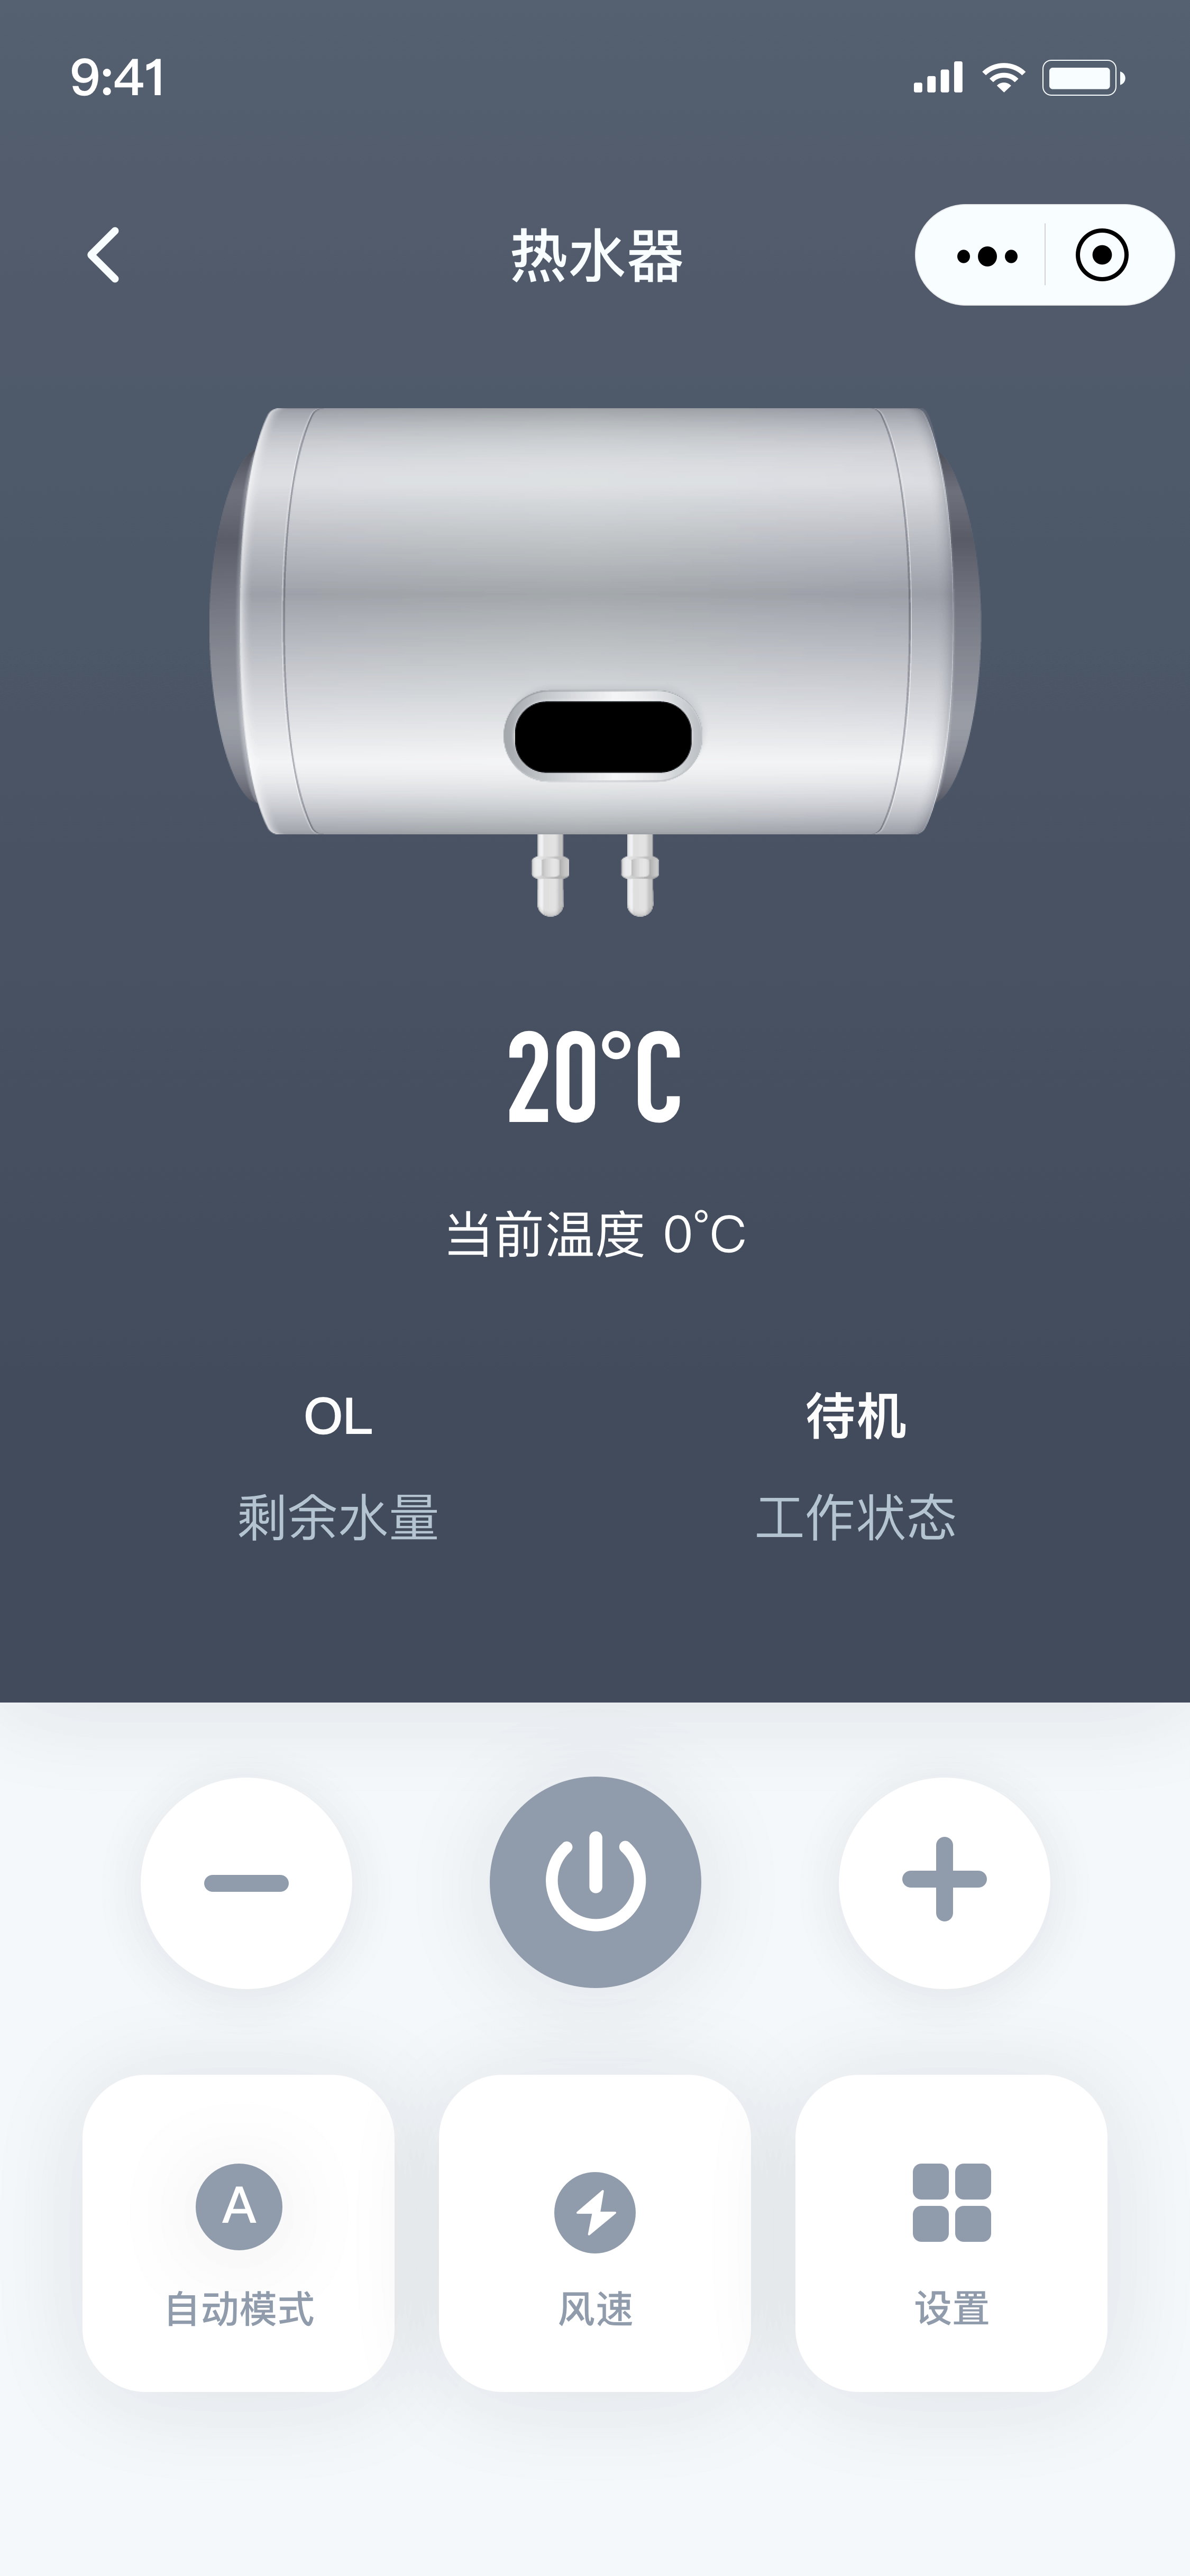 9:41
热水器
20°C
当前温度 0°C
OL
待机
剩余水量
工作状态
A
自动模式
风速
设置